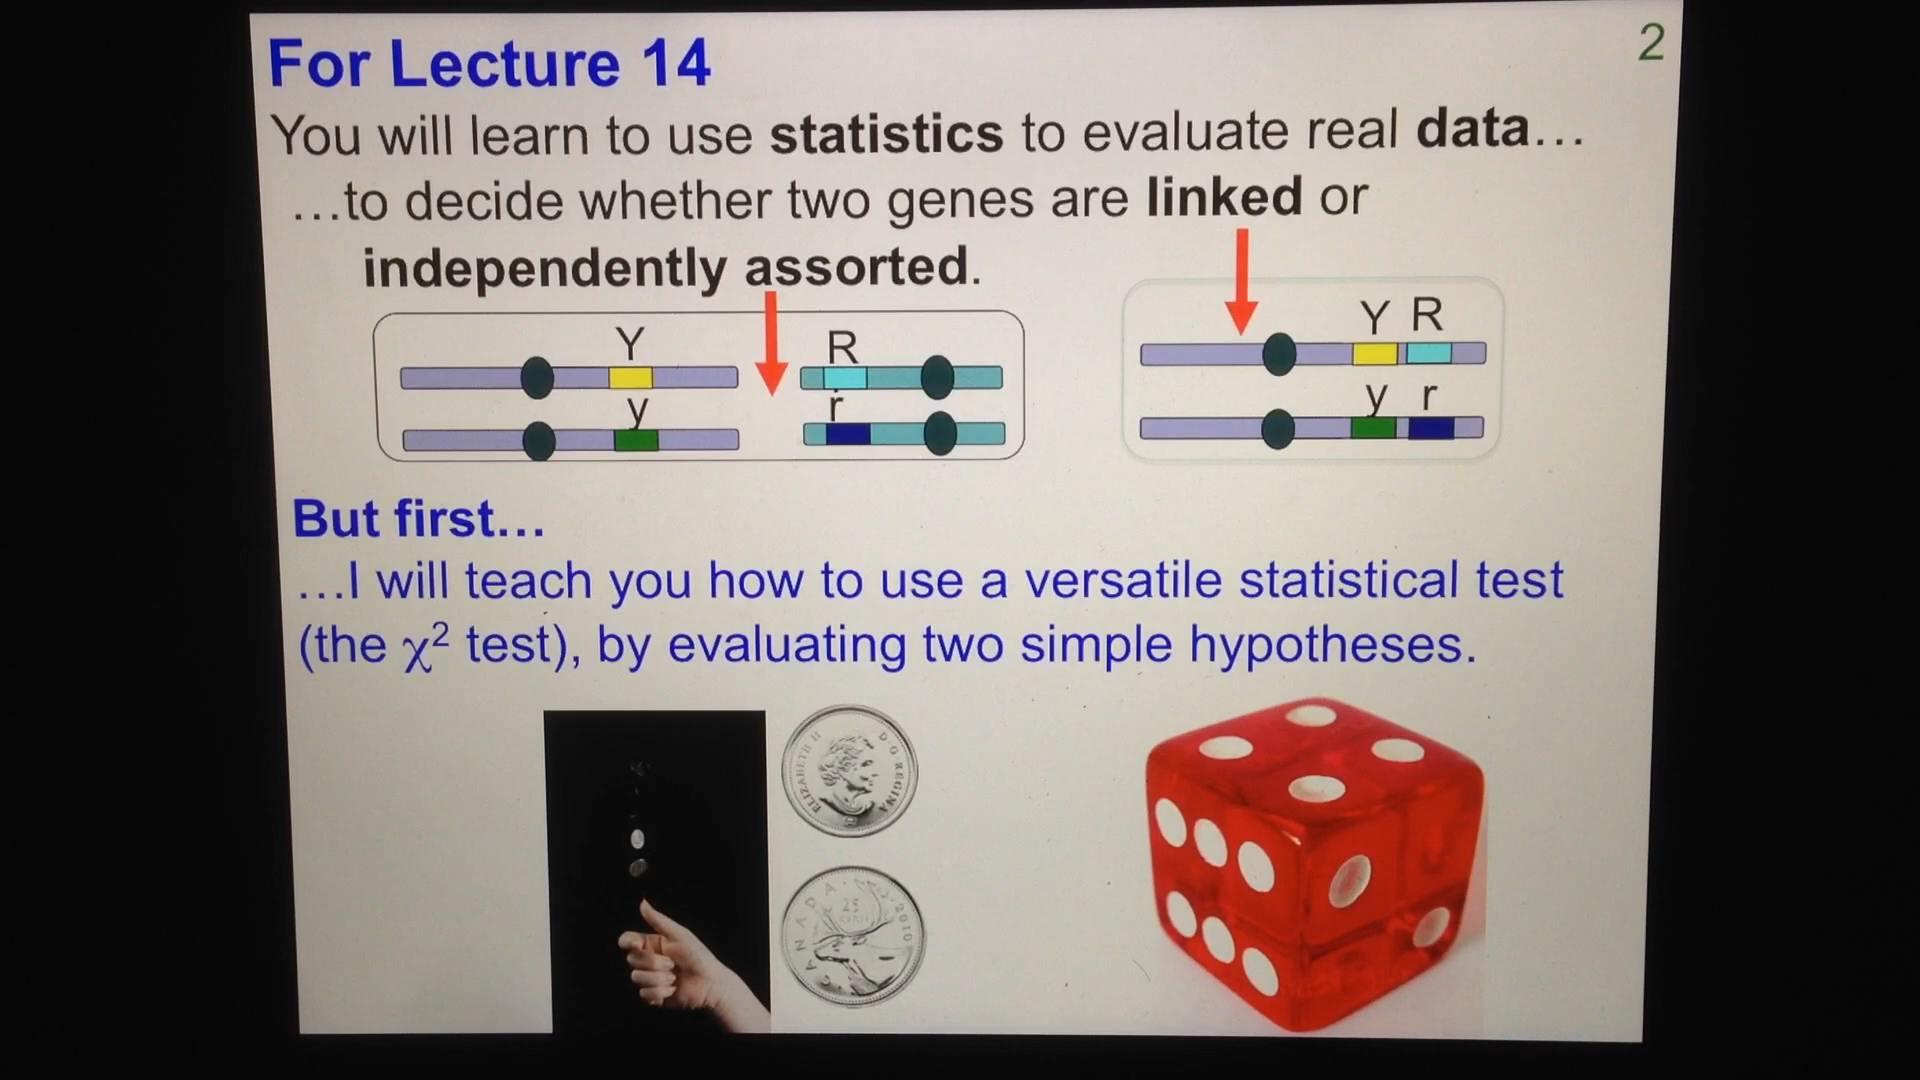 For Lecture 14
2
You will learn to use statistics to evaluate real data…
…to decide whether two genes are linked or
independently assorted.
Y
R
y
r
Y R
y r
But first…
…I will teach you how to use a versatile statistical test
(the χ² test), by evaluating two simple hypotheses.
ELIZABETH II D·G·REGINA
CANADA 2010
25